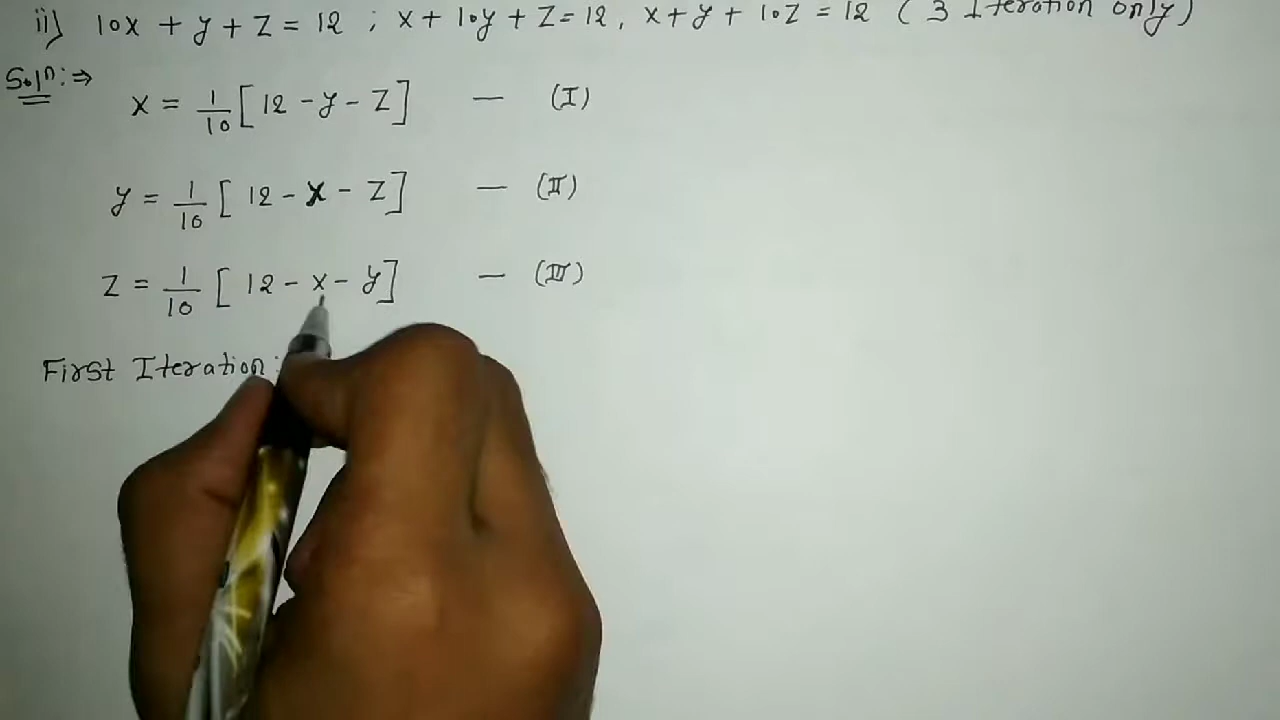 ii) 10x + y + z = 12 ; x + 10y + z = 12, x + y + 10z = 12 (3 Iteration only)
Solⁿ:⇒
x = 1/10 [12 - y - z] — (I)
y = 1/10 [12 - x - z] — (II)
z = 1/10 [12 - x - y] — (III)
First Iteration: